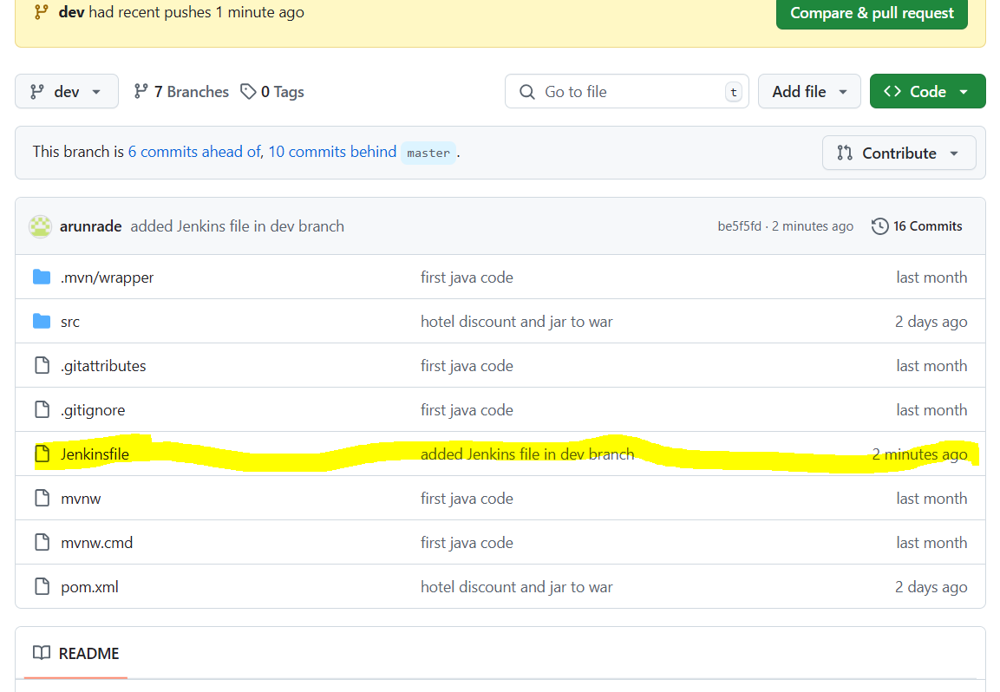 dev had recent pushes 1 minute ago
Compare & pull request
dev
7 Branches
0 Tags
Go to file
t
Add file
Code
This branch is 6 commits ahead of, 10 commits behind master .
Contribute
arunrade added Jenkins file in dev branch
be5f5fd · 2 minutes ago
16 Commits
.mvn/wrapper first java code last month
src hotel discount and jar to war 2 days ago
.gitattributes first java code last month
.gitignore first java code last month
Jenkinsfile added Jenkins file in dev branch 2 minutes ago
mvnw first java code last month
mvnw.cmd first java code last month
pom.xml hotel discount and jar to war 2 days ago
README